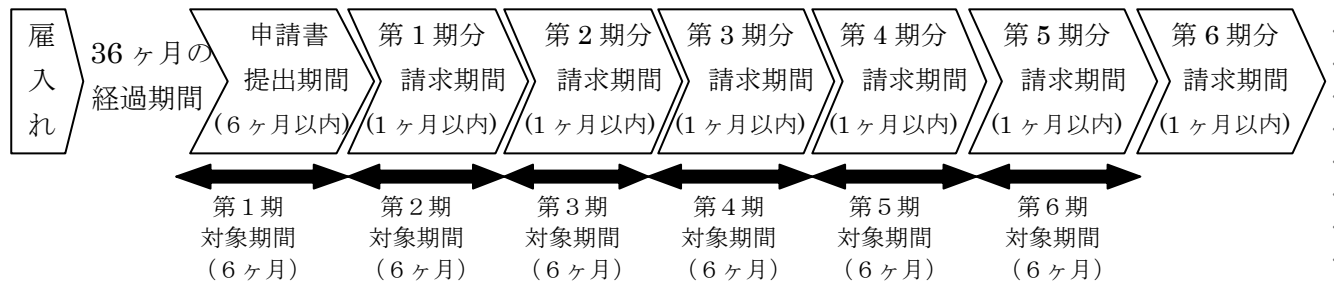 雇入れ
36ヶ月の
経過期間
申請書
提出期間
(6ヶ月以内)
第1期分
請求期間
(1ヶ月以内)
第2期分
請求期間
(1ヶ月以内)
第3期分
請求期間
(1ヶ月以内)
第4期分
請求期間
(1ヶ月以内)
第5期分
請求期間
(1ヶ月以内)
第6期分
請求期間
(1ヶ月以内)
第1期
対象期間
(6ヶ月)
第2期
対象期間
(6ヶ月)
第3期
対象期間
(6ヶ月)
第4期
対象期間
(6ヶ月)
第5期
対象期間
(6ヶ月)
第6期
対象期間
(6ヶ月)